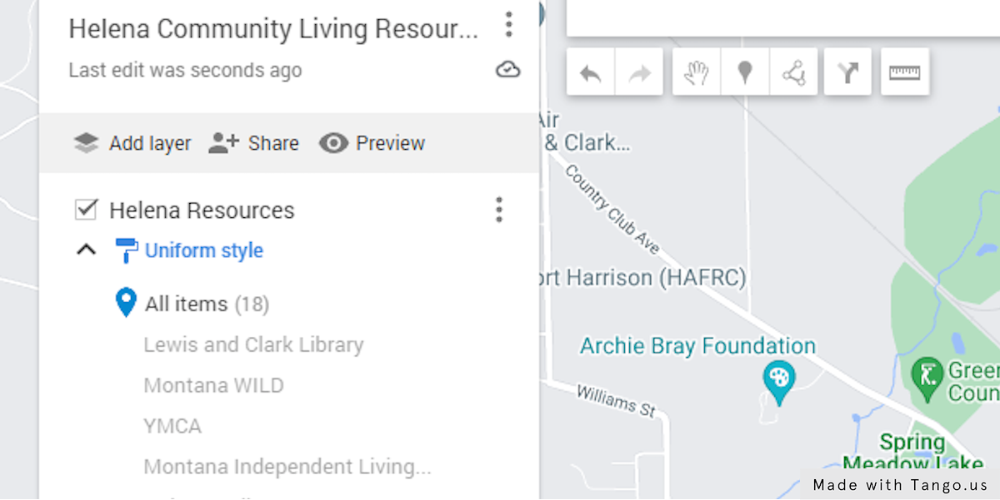 Helena Community Living Resour...
Last edit was seconds ago
Add layer Share Preview
Helena Resources
Uniform style
All items (18)
Lewis and Clark Library
Montana WILD
YMCA
Montana Independent Living...
& Clark...
Country Club Ave
ort Harrison (HAFRC)
Archie Bray Foundation
Williams St
Green
Coun
Spring
Meadow Lake
Made with Tango.us